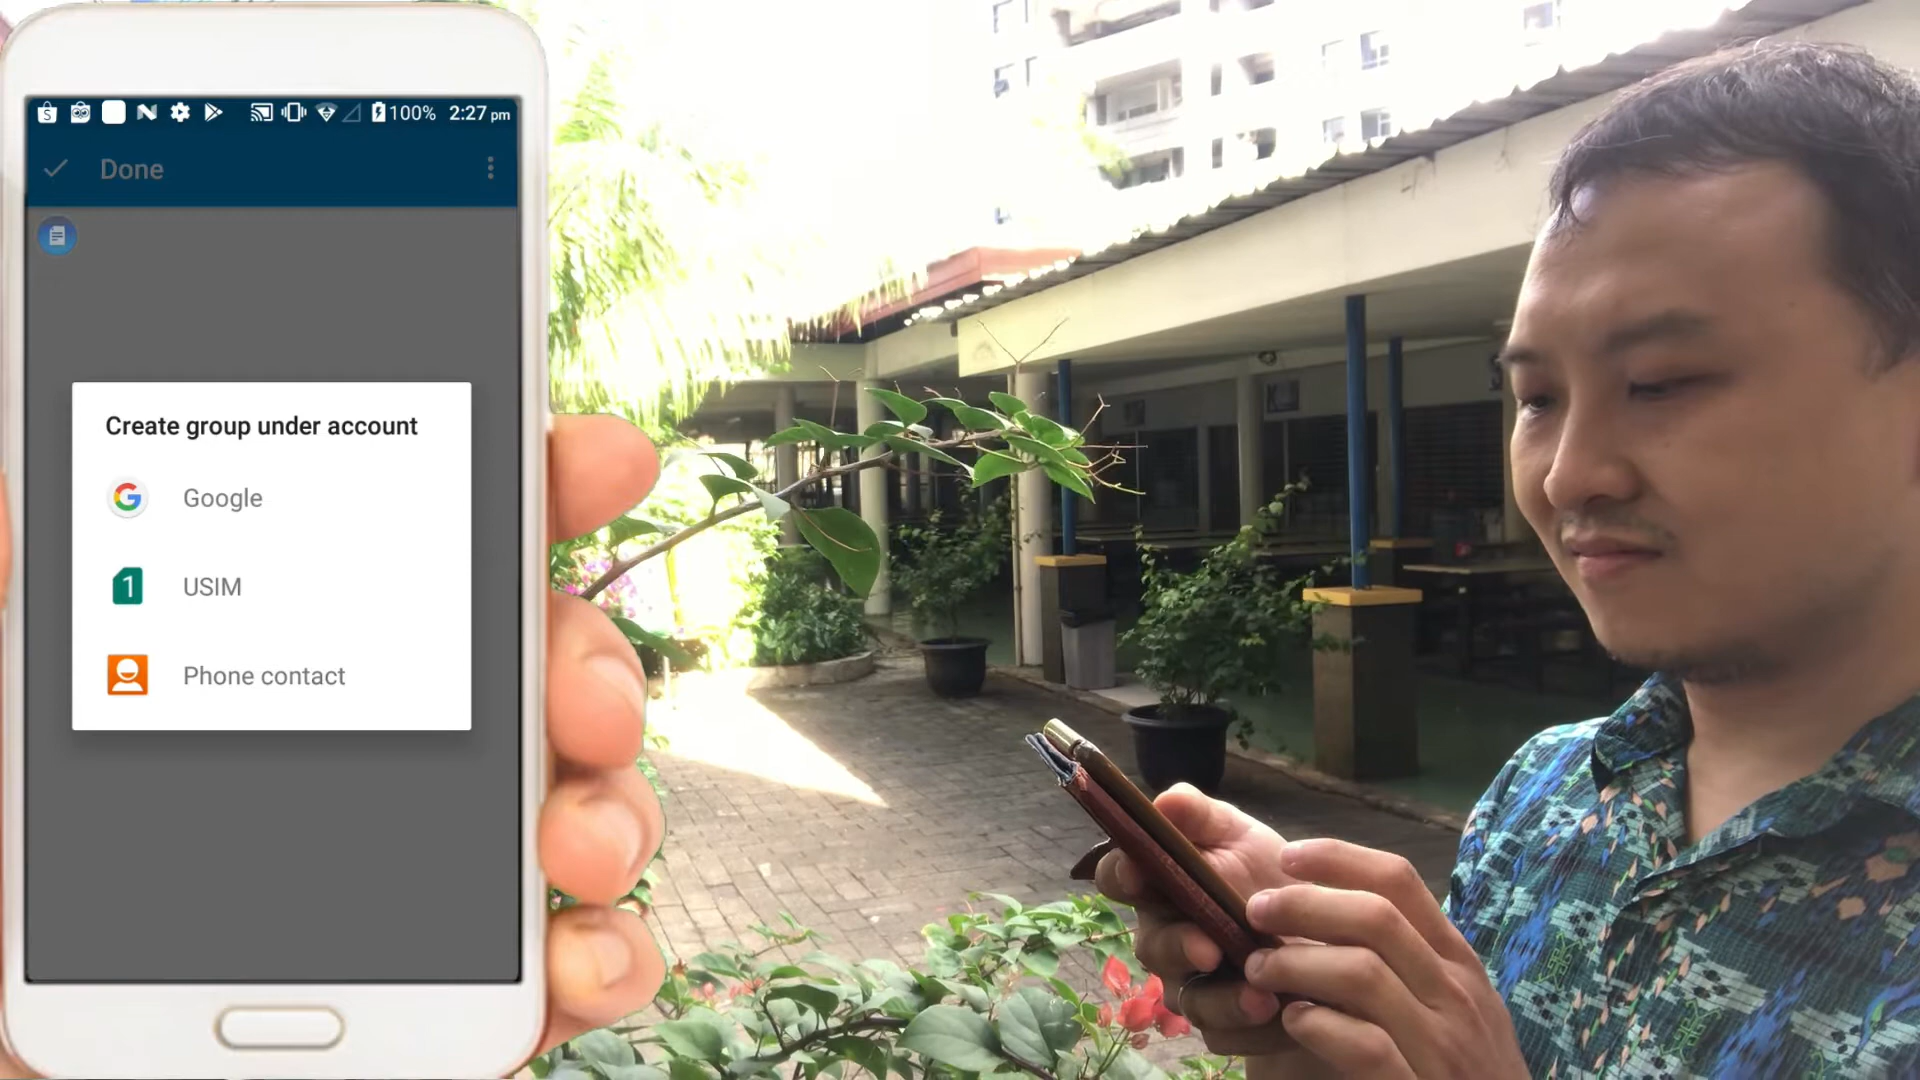 100% 2:27 pm
Done
Create group under account
Google
1 USIM
Phone contact